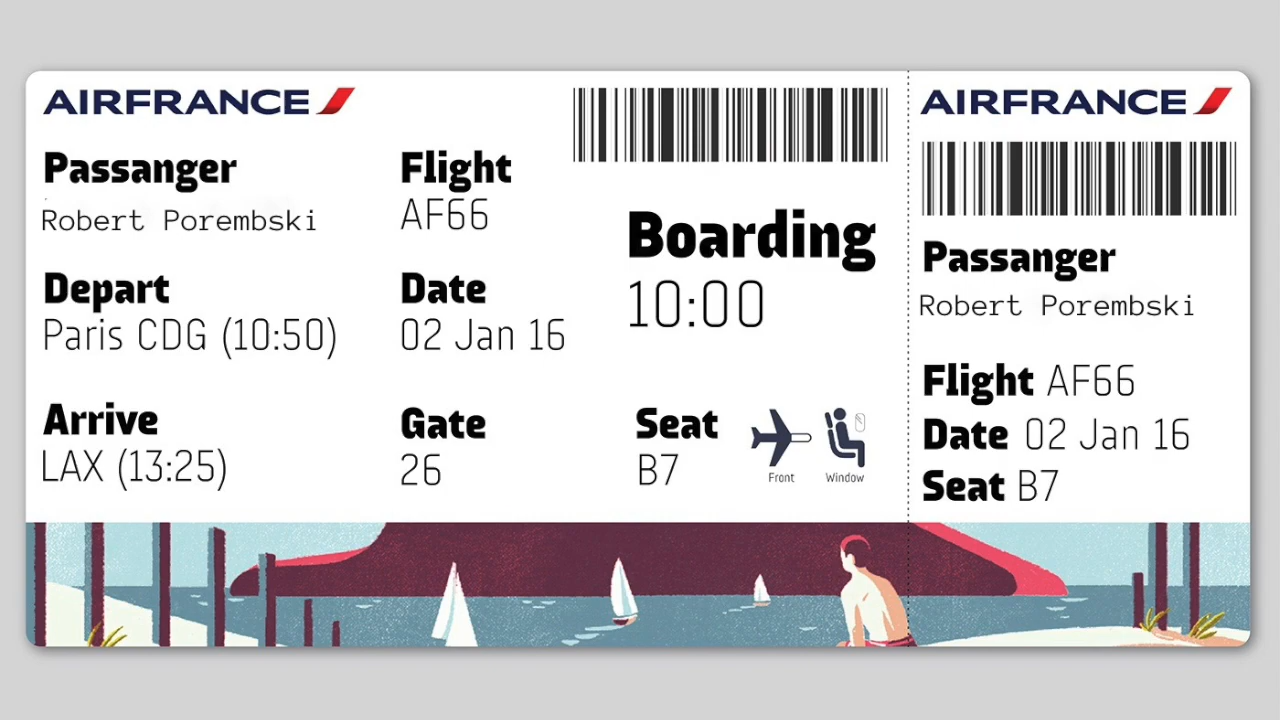 AIRFRANCE
Passanger
Robert Porembski
Flight
AF66
Boarding
10:00
Depart
Paris CDG (10:50)
Date
02 Jan 16
Arrive
LAX (13:25)
Gate
26
Seat
B7
Front
Window
AIRFRANCE
Passanger
Robert Porembski
Flight AF66
Date 02 Jan 16
Seat B7